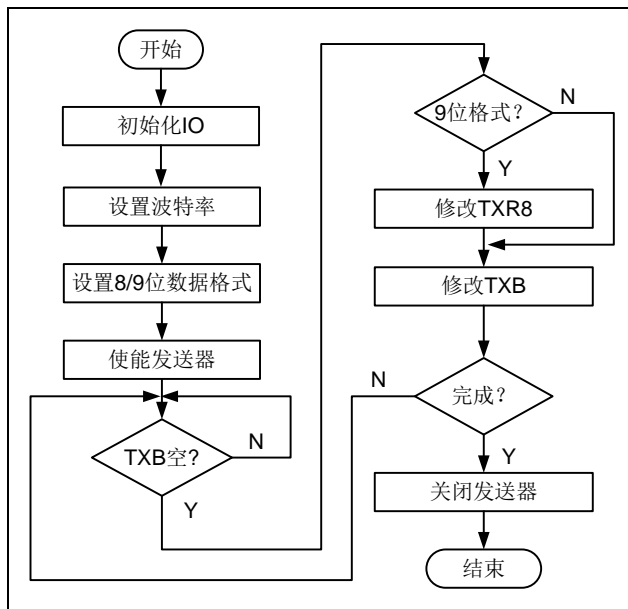 开始
初始化IO
设置波特率
设置8/9位数据格式
使能发送器
TXB空?
N
Y
9位格式?
N
Y
修改TXR8
修改TXB
完成?
N
Y
关闭发送器
结束